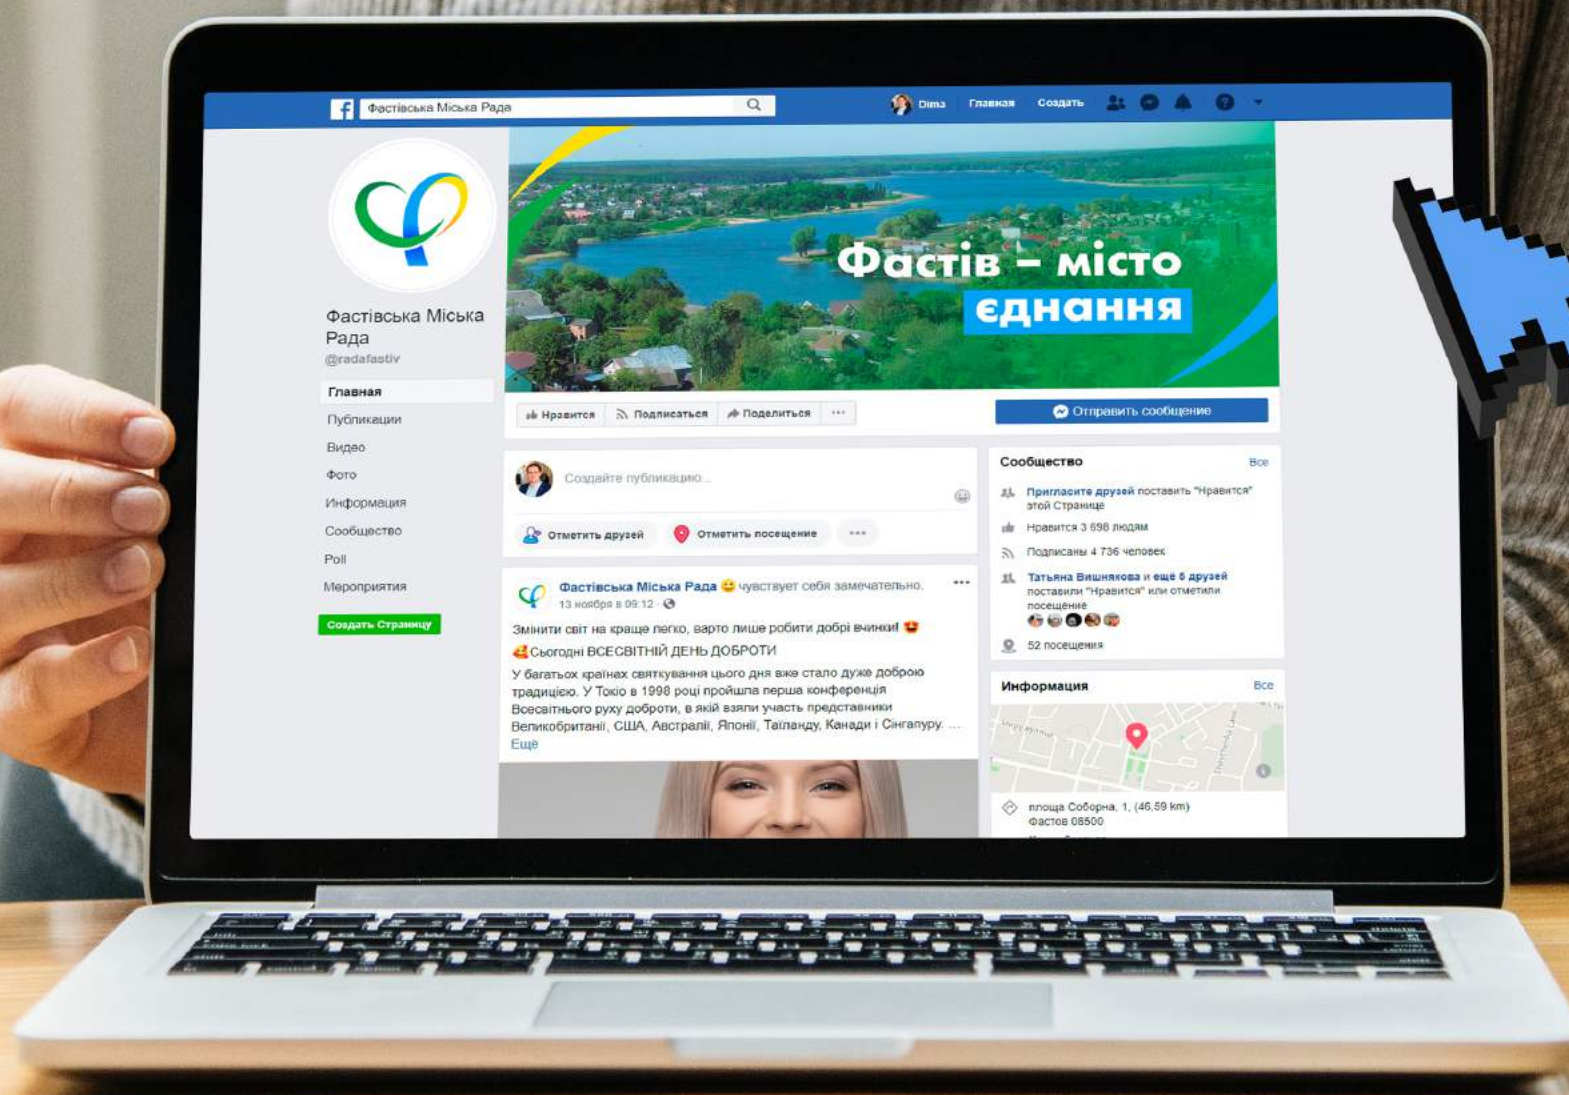 Фастівська Міська Рада
Dima Главная Создать
Фастів – місто
єднання
Фастівська Міська
Рада
@radafastiv
Главная
Публикации
Видео
Фото
Информация
Сообщество
Poll
Мероприятия
Создать Страницу
Нравится Подписаться Поделиться ...
Отправить сообщение
Создайте публикацию...
Отметить друзей Отметить посещение ...
Фастівська Міська Рада 😀 чувствует себя замечательно. ...
13 ноября в 09:12 ·
Змінити світ на краще легко, варто лише робити добрі вчинки! 😍
🥰 Сьогодні ВСЕСВІТНІЙ ДЕНЬ ДОБРОТИ
У багатьох країнах святкування цього дня вже стало дуже доброю
традицією. У Токіо в 1998 році пройшла перша конференція
Всесвітнього руху доброти, в якій взяли участь представники
Великобританії, США, Австралії, Японії, Таїланду, Канади і Сінгапуру. ...
Ещё
Сообщество Все
Пригласите друзей поставить "Нравится"
этой Странице
Нравится 3 698 людям
Подписаны 4 736 человек
Татьяна Вишнякова и ещё 6 друзей
поставили "Нравится" или отметили
посещение
52 посещения
Информация Все
площа Соборна, 1, (46,59 km)
Фастов 08500